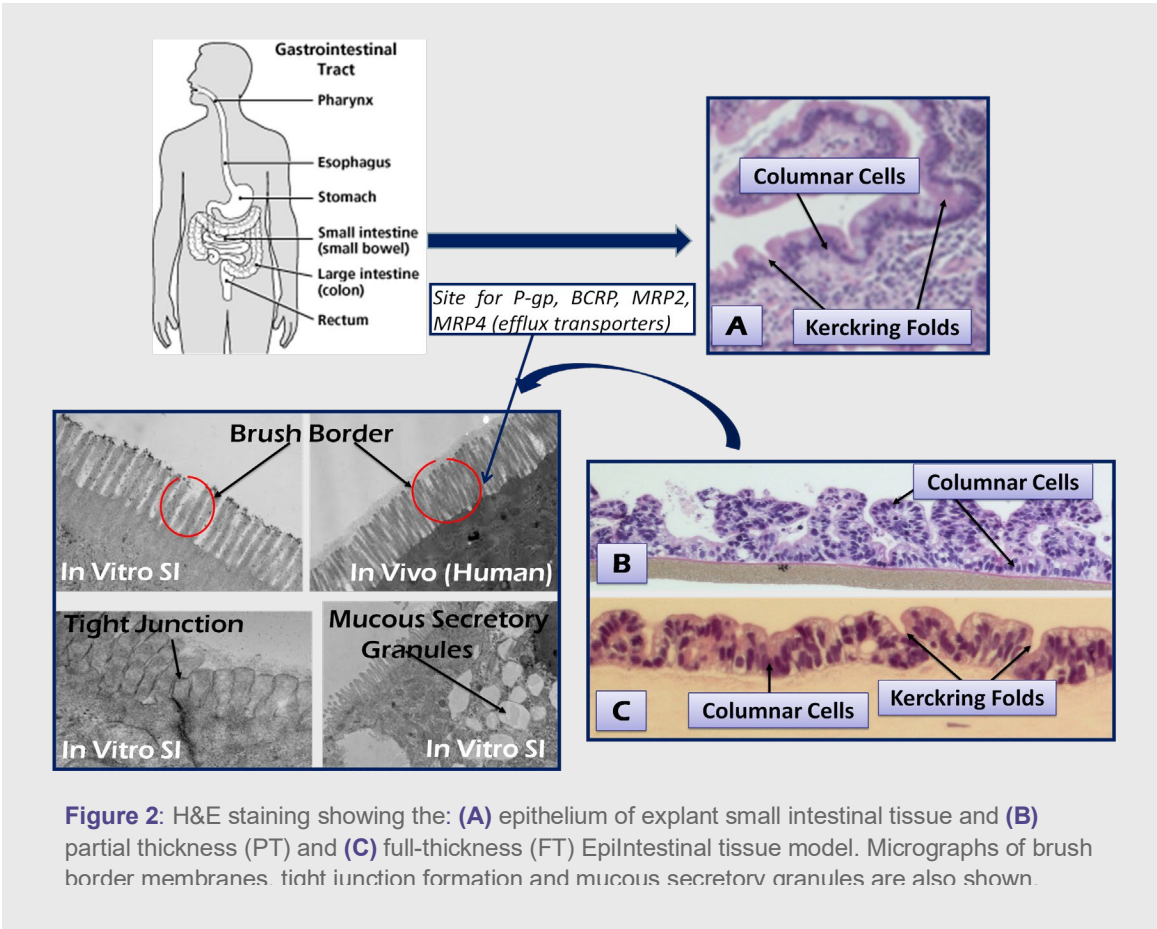 Gastrointestinal
Tract
Pharynx
Esophagus
Stomach
Small intestine
(small bowel)
Large intestine
(colon)
Rectum
Columnar Cells
Kerckring Folds
A
Site for P-gp, BCRP, MRP2,
MRP4 (efflux transporters)
Brush Border
In Vitro SI
In Vivo (Human)
Tight Junction
In Vitro SI
Mucous Secretory
Granules
In Vitro SI
Columnar Cells
B
Kerckring Folds
Columnar Cells
C
Figure 2: H&E staining showing the: (A) epithelium of explant small intestinal tissue and (B)
partial thickness (PT) and (C) full-thickness (FT) EpiIntestinal tissue model. Micrographs of brush
border membranes, tight junction formation and mucous secretory granules are also shown.